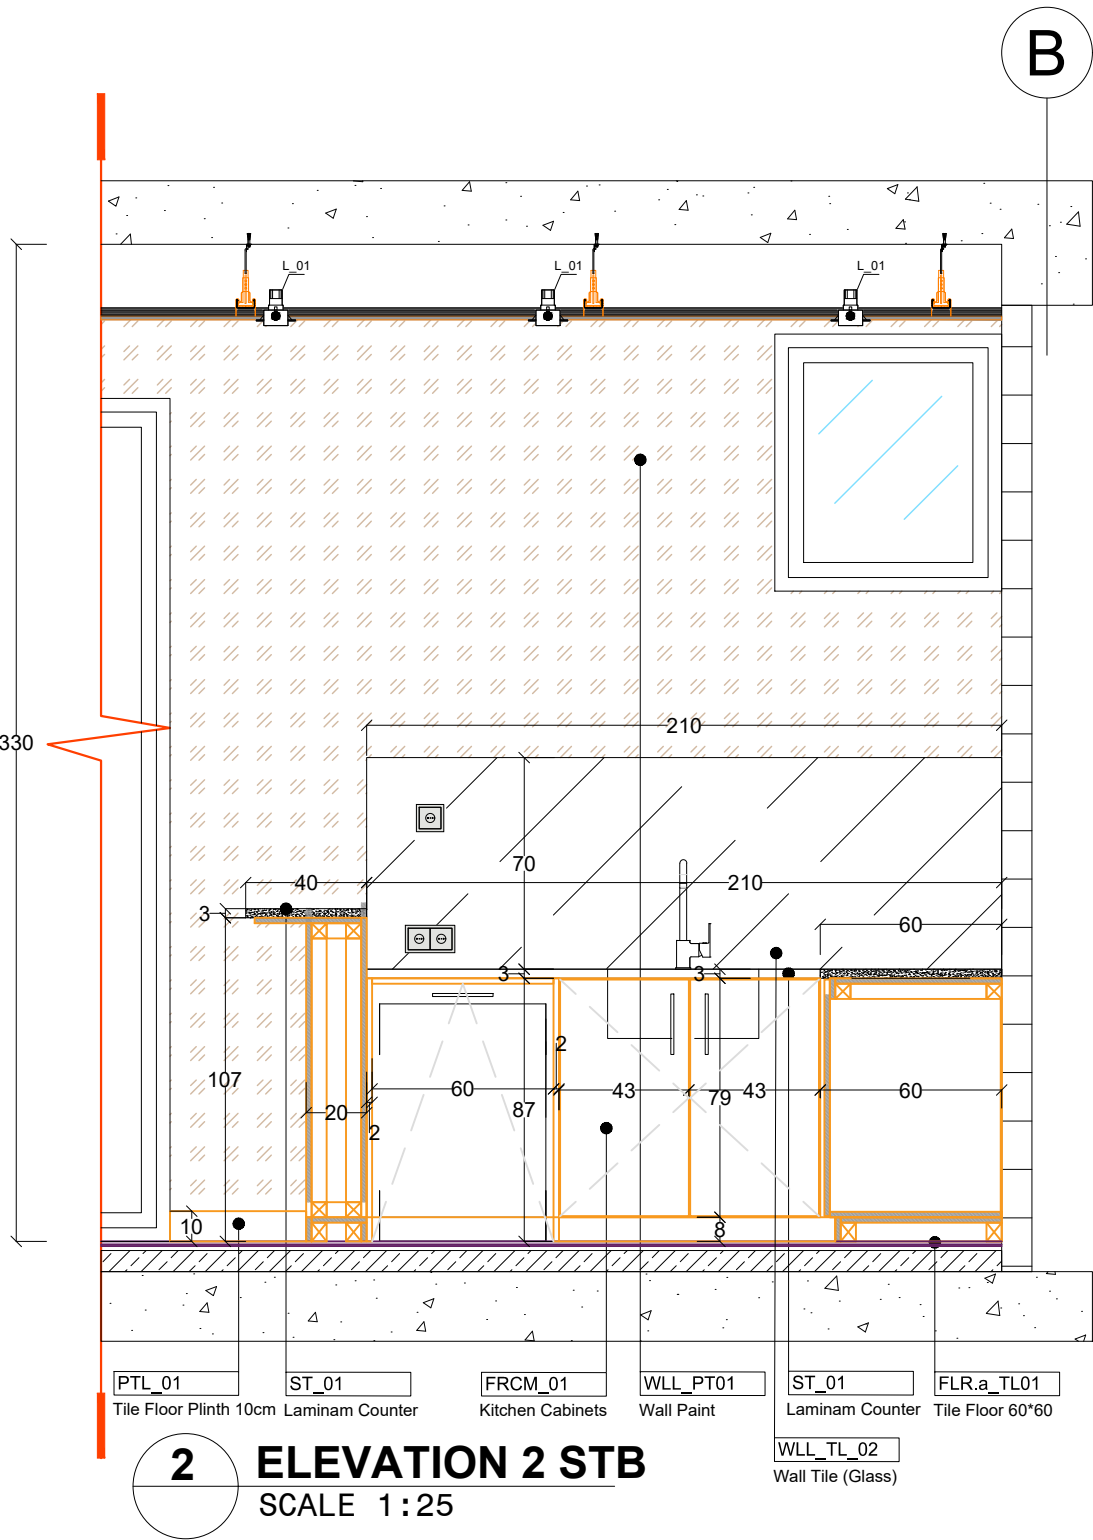 B
L_01
L_01
L_01
330
210
70
40
210
3
60
3
3
2
107
60
43
43
60
87
79
20
2
10
8
PTL_01
Tile Floor Plinth 10cm
ST_01
Laminam Counter
FRCM_01
Kitchen Cabinets
WLL_PT01
Wall Paint
ST_01
Laminam Counter
FLR.a_TL01
Tile Floor 60*60
WLL_TL_02
Wall Tile (Glass)
2
ELEVATION 2 STB
SCALE 1:25